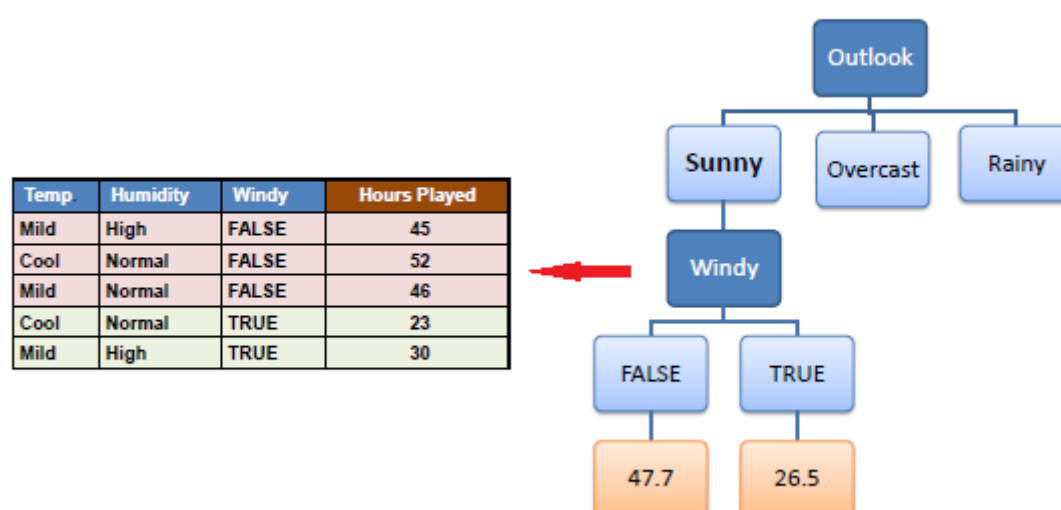 Outlook
Sunny
Overcast
Rainy
Temp. Humidity Windy Hours Played
Mild High FALSE 45
Cool Normal FALSE 52
Mild Normal FALSE 46
Cool Normal TRUE 23
Mild High TRUE 30
Windy
FALSE
TRUE
47.7
26.5